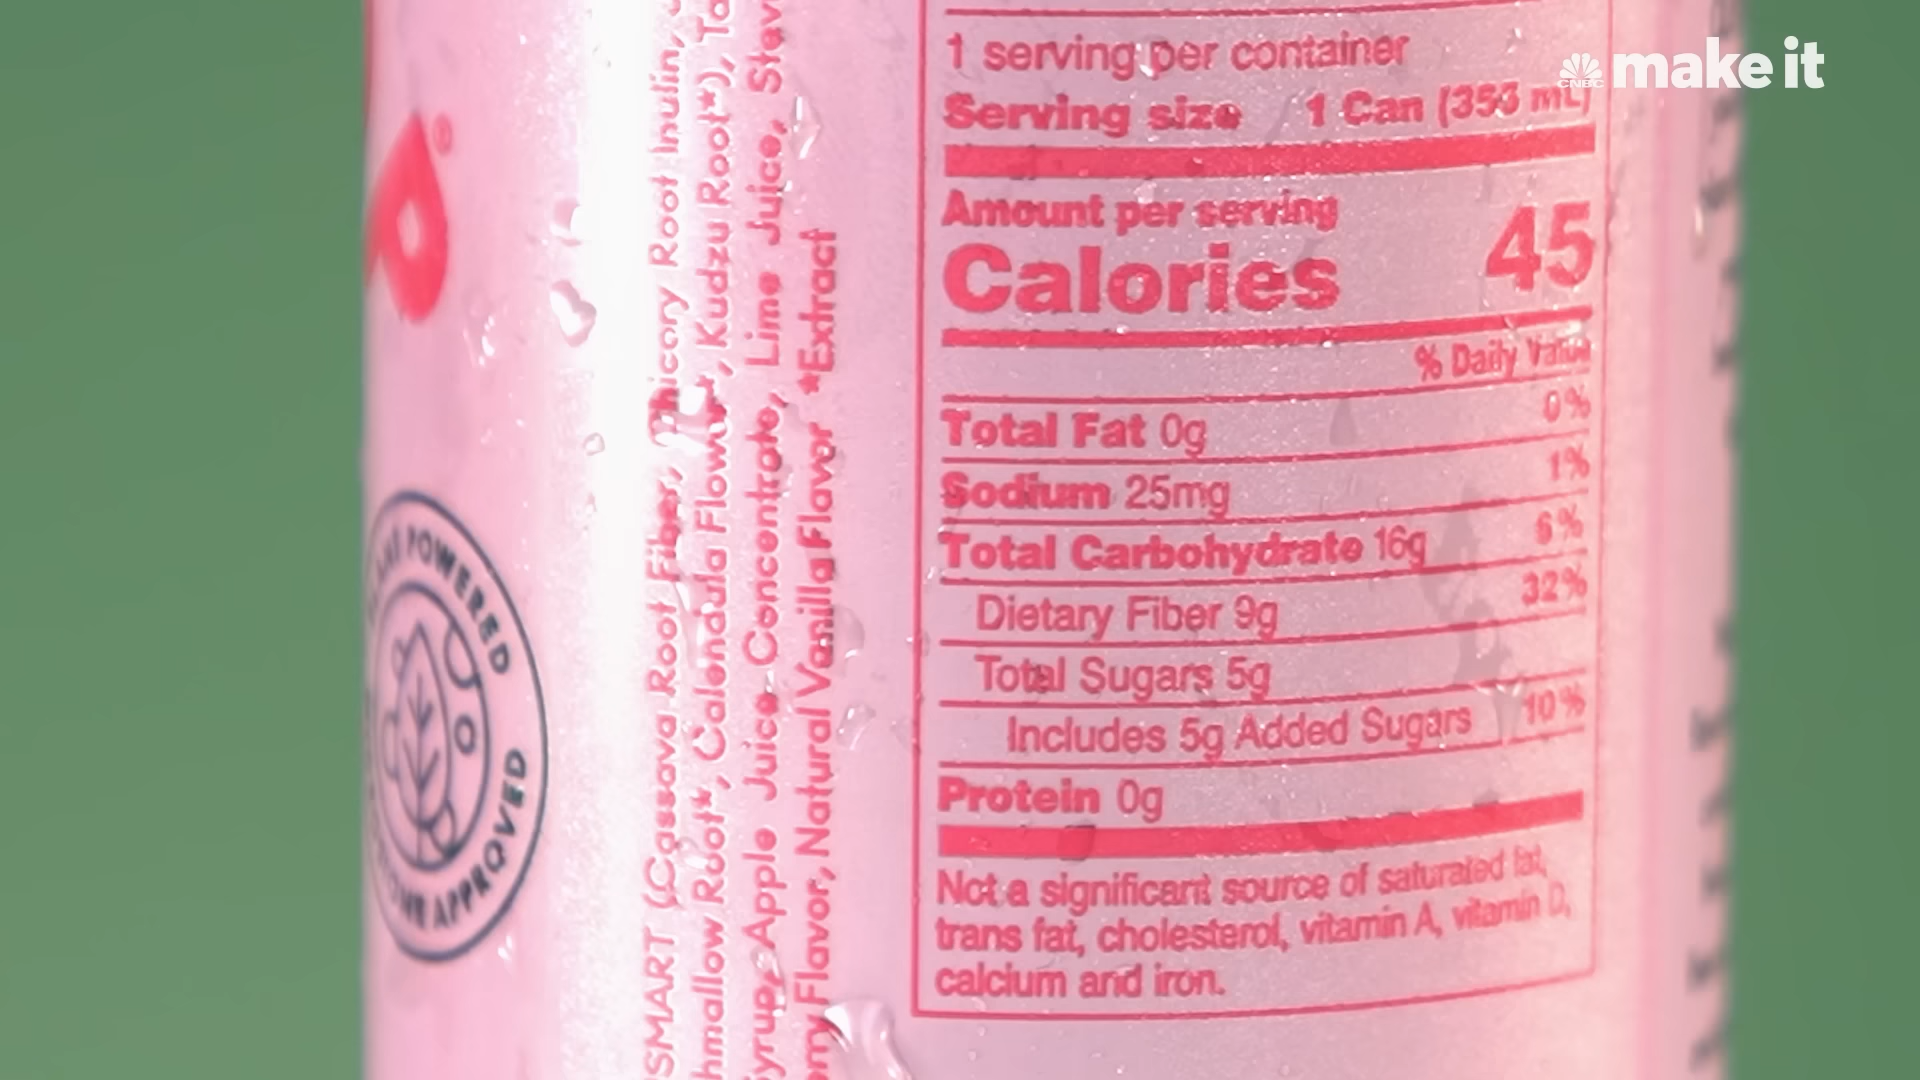 make it
CNBC
1 serving per container
Serving size 1 Can (355 mL)
Amount per serving
Calories 45
% Daily Value
Total Fat 0g 0%
Sodium 25mg 1%
Total Carbohydrate 16g 6%
Dietary Fiber 9g 32%
Total Sugars 5g
Includes 5g Added Sugars 10%
Protein 0g
Not a significant source of saturated fat,
trans fat, cholesterol, vitamin A, vitamin D,
calcium and iron.
SMART (Cassava Root Fiber, Chicory Root Inulin,
Root*, Calendula Flower*, Kudzu Root*),
Apple Juice Concentrate, Lime Juice,
Flavor, Natural Vanilla Flavor *Extract
POWERED
APPROVED
®